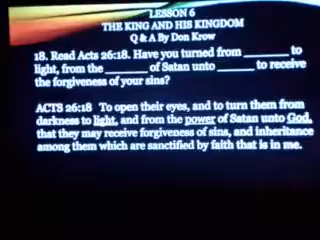 LESSON 6
THE KING AND HIS KINGDOM
Q & A By Don Krow
18. Read Acts 26:18. Have you turned from ________ to
light, from the _______ of Satan unto ______ to receive
the forgiveness of your sins?
ACTS 26:18 To open their eyes, and to turn them from
darkness to light, and from the power of Satan unto God,
that they may receive forgiveness of sins, and inheritance
among them which are sanctified by faith that is in me.